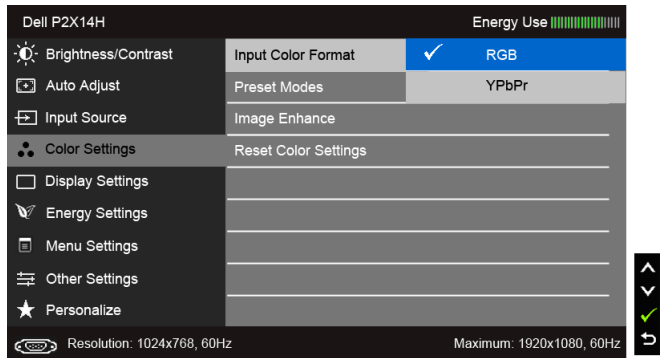 Dell P2X14H
Energy Use
Brightness/Contrast
Input Color Format
RGB
Auto Adjust
Preset Modes
YPbPr
Input Source
Image Enhance
Color Settings
Reset Color Settings
Display Settings
Energy Settings
Menu Settings
Other Settings
Personalize
Resolution: 1024x768, 60Hz
Maximum: 1920x1080, 60Hz